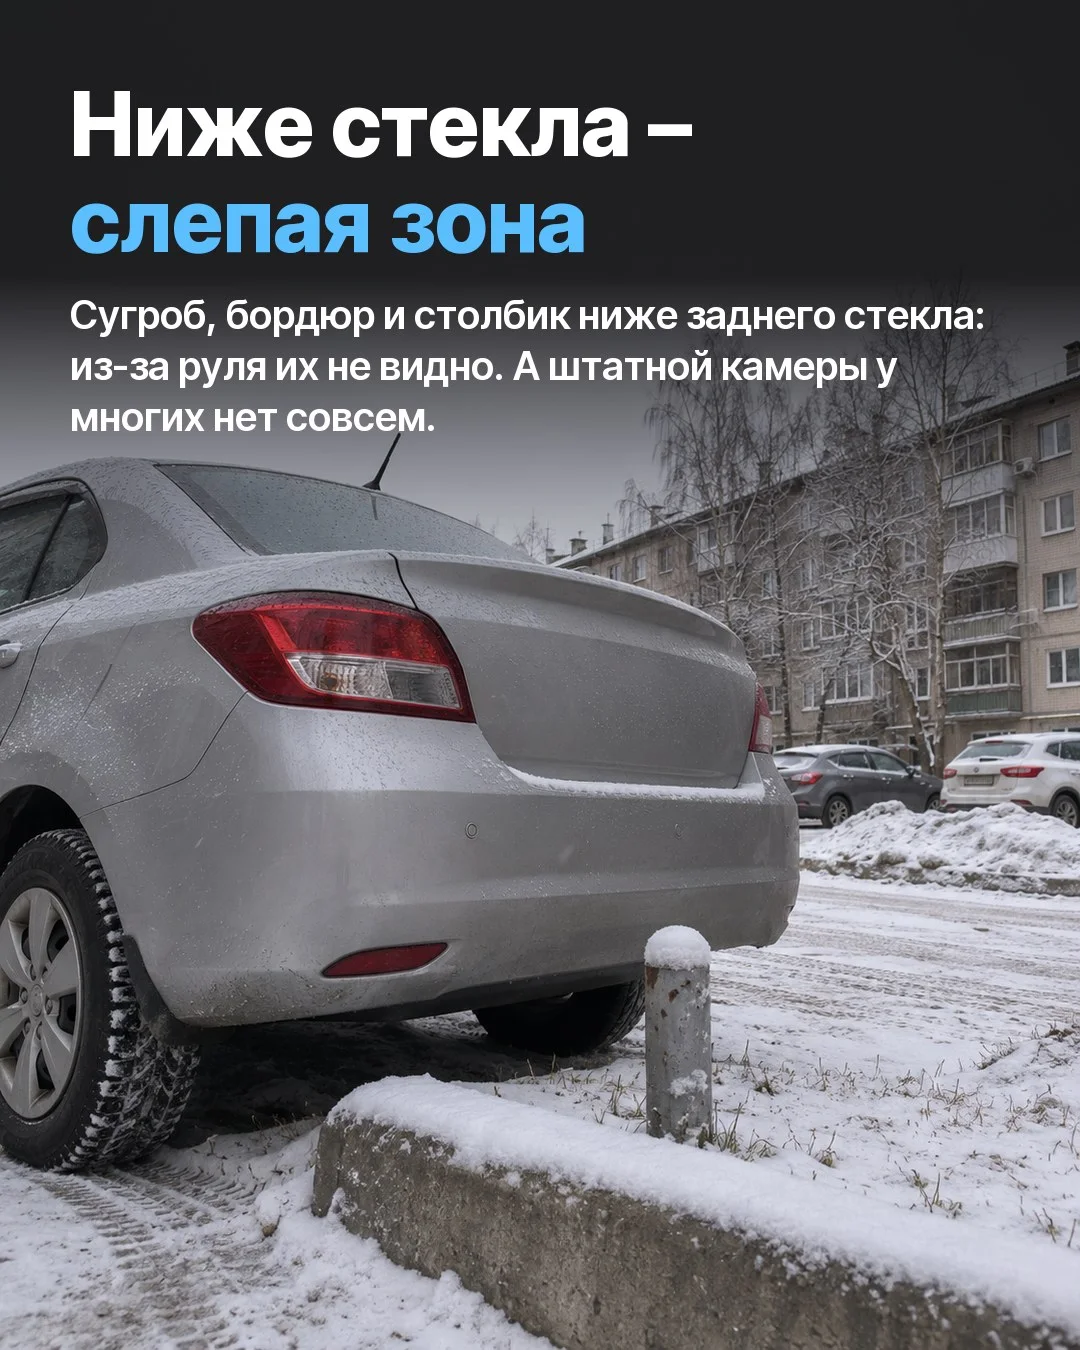 Ниже стекла –
слепая зона
Сугроб, бордюр и столбик ниже заднего стекла:
из-за руля их не видно. А штатной камеры у
многих нет совсем.